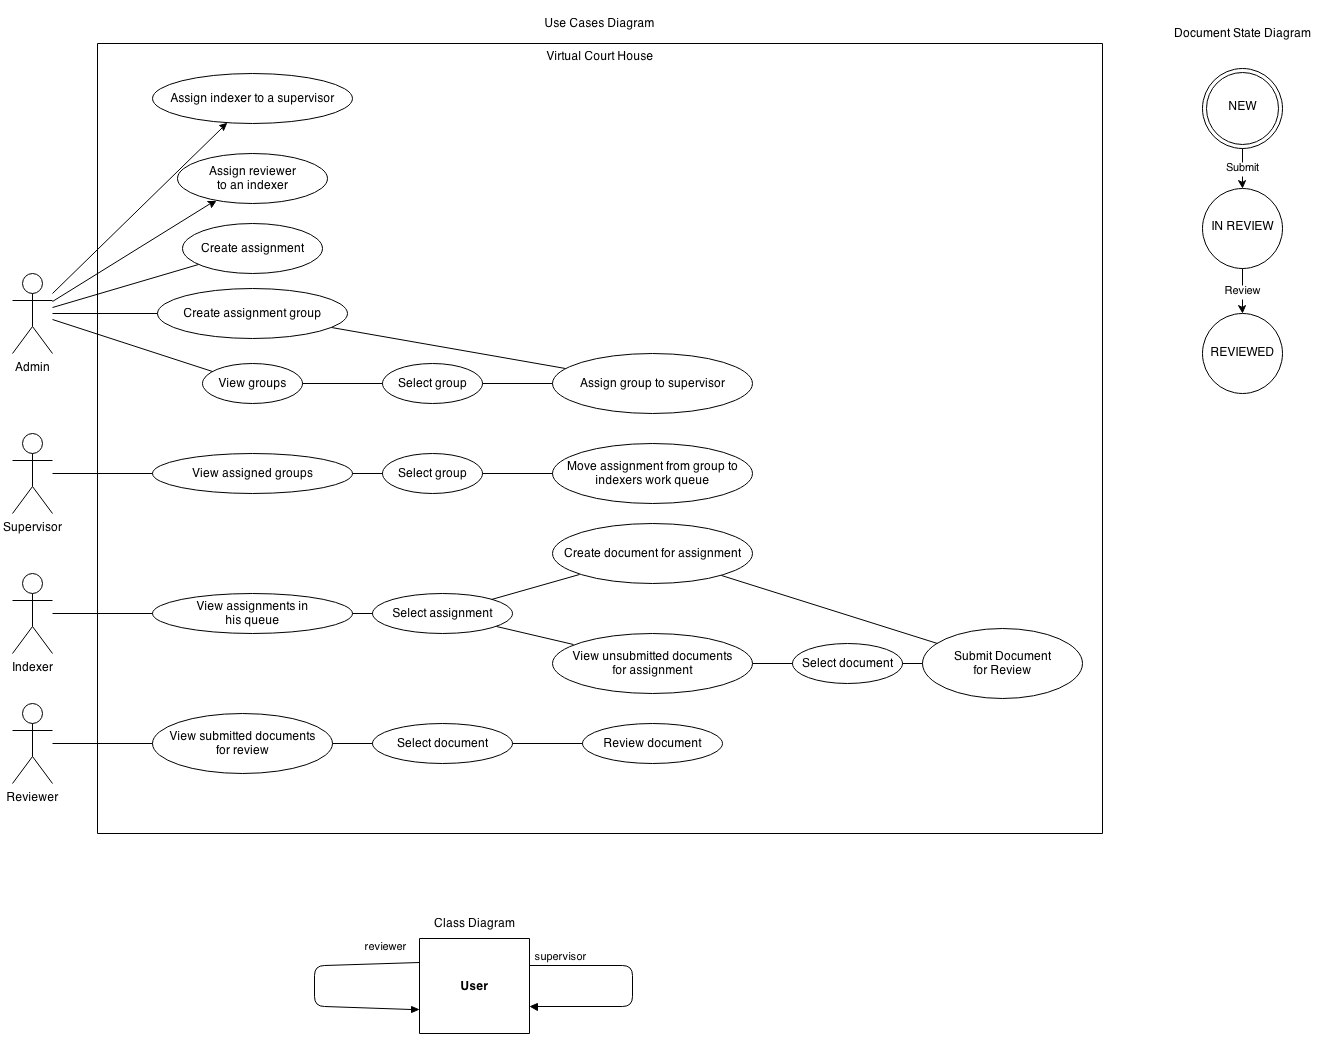 Use Cases Diagram
Document State Diagram
Virtual Court House
Assign indexer to a supervisor
Assign reviewer
to an indexer
Create assignment
Create assignment group
Admin
View groups
Select group
Assign group to supervisor
View assigned groups
Select group
Move assignment from group to
indexers work queue
Supervisor
Create document for assignment
View assignments in
his queue
Select assignment
View unsubmitted documents
for assignment
Select document
Submit Document
for Review
Indexer
View submitted documents
for review
Select document
Review document
Reviewer
NEW
Submit
IN REVIEW
Review
REVIEWED
Class Diagram
reviewer
supervisor
User